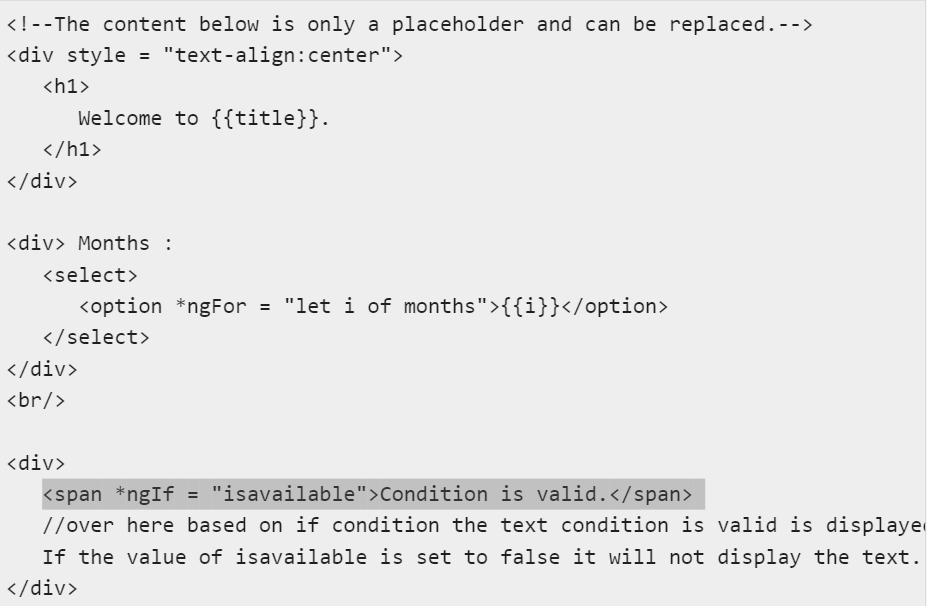 <!--The content below is only a placeholder and can be replaced.-->
<div style = "text-align:center">
   <h1>
      Welcome to {{title}}.
   </h1>
</div>

<div> Months :
   <select>
      <option *ngFor = "let i of months">{{i}}</option>
   </select>
</div>
<br/>

<div>
   <span *ngIf = "isavailable">Condition is valid.</span>
   //over here based on if condition the text condition is valid is
   If the value of isavailable is set to false it will not display the text.
</div>